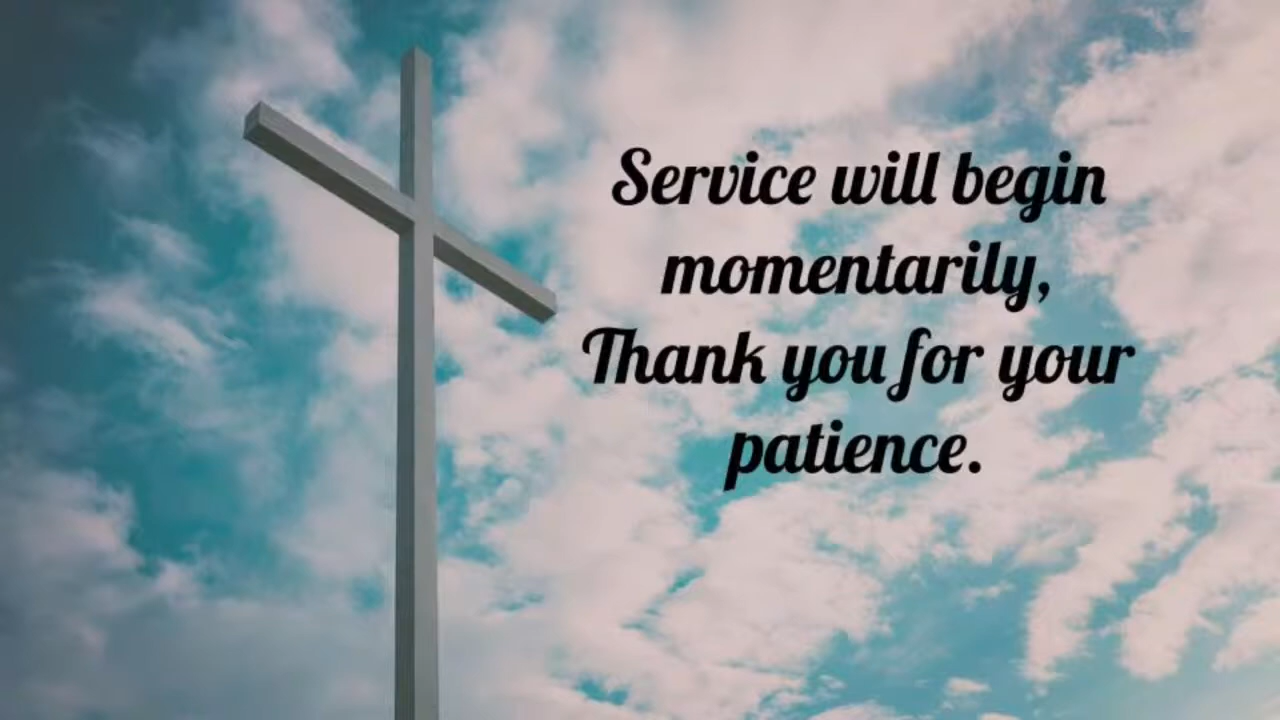 Service will begin
momentarily,
Thank you for your
patience.